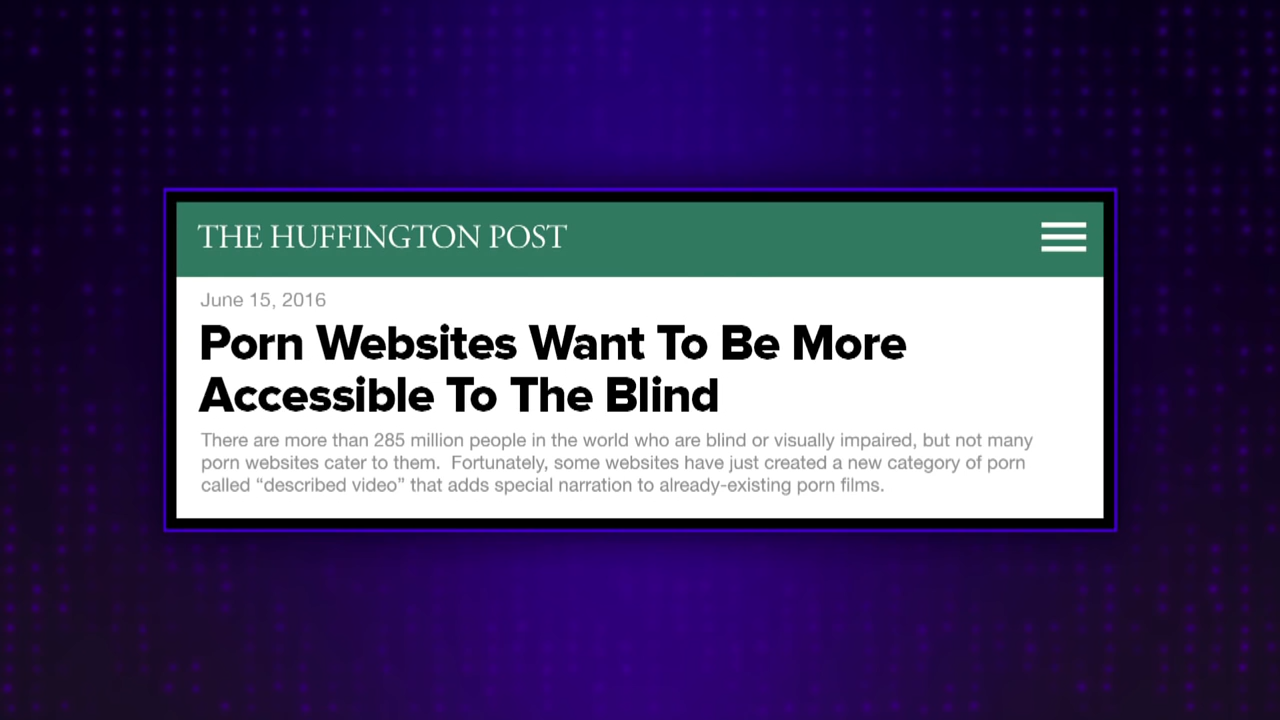 THE HUFFINGTON POST
June 15, 2016
Porn Websites Want To Be More
Accessible To The Blind
There are more than 285 million people in the world who are blind or visually impaired, but not many
porn websites cater to them.  Fortunately, some websites have just created a new category of porn
called “described video” that adds special narration to already-existing porn films.